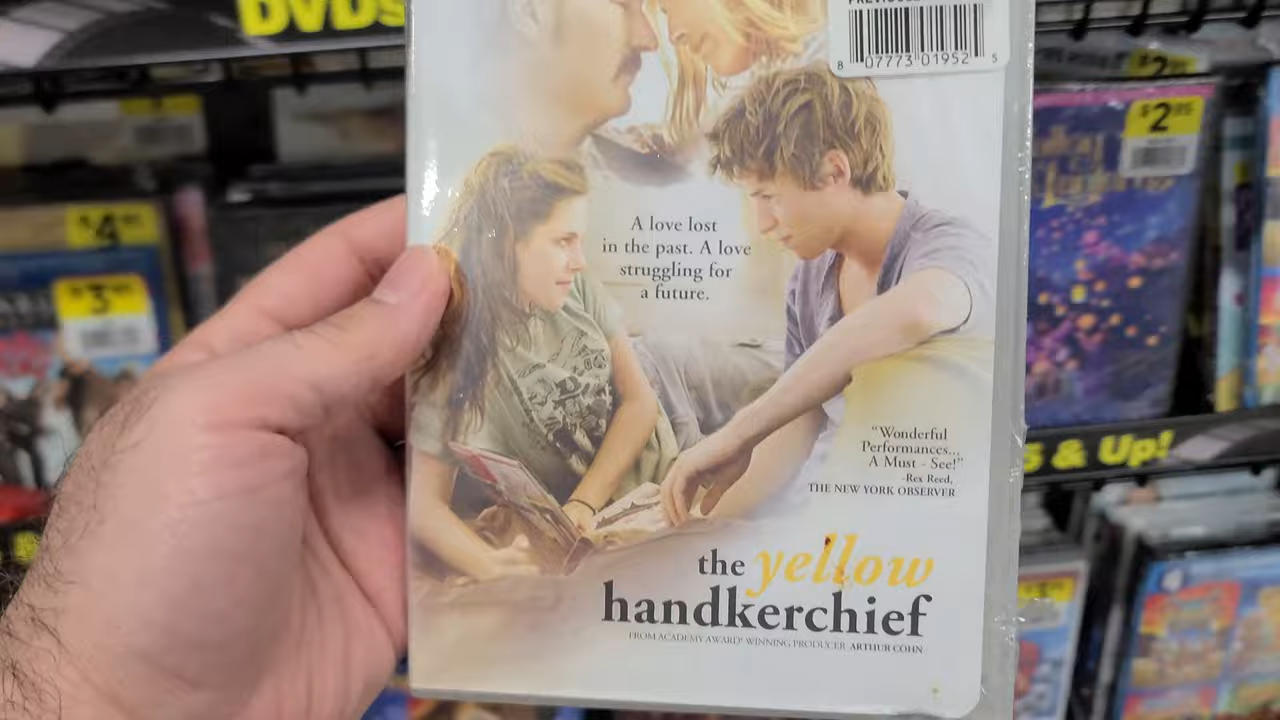 DVDs
8 07773 01952 5
$2
$2
$4
$3
A love lost
in the past. A love
struggling for
a future.
"Wonderful
Performances...
A Must - See!"
-Rex Reed,
THE NEW YORK OBSERVER
& Up!
the yellow
handkerchief
FROM ACADEMY AWARD® WINNING PRODUCER ARTHUR COHN